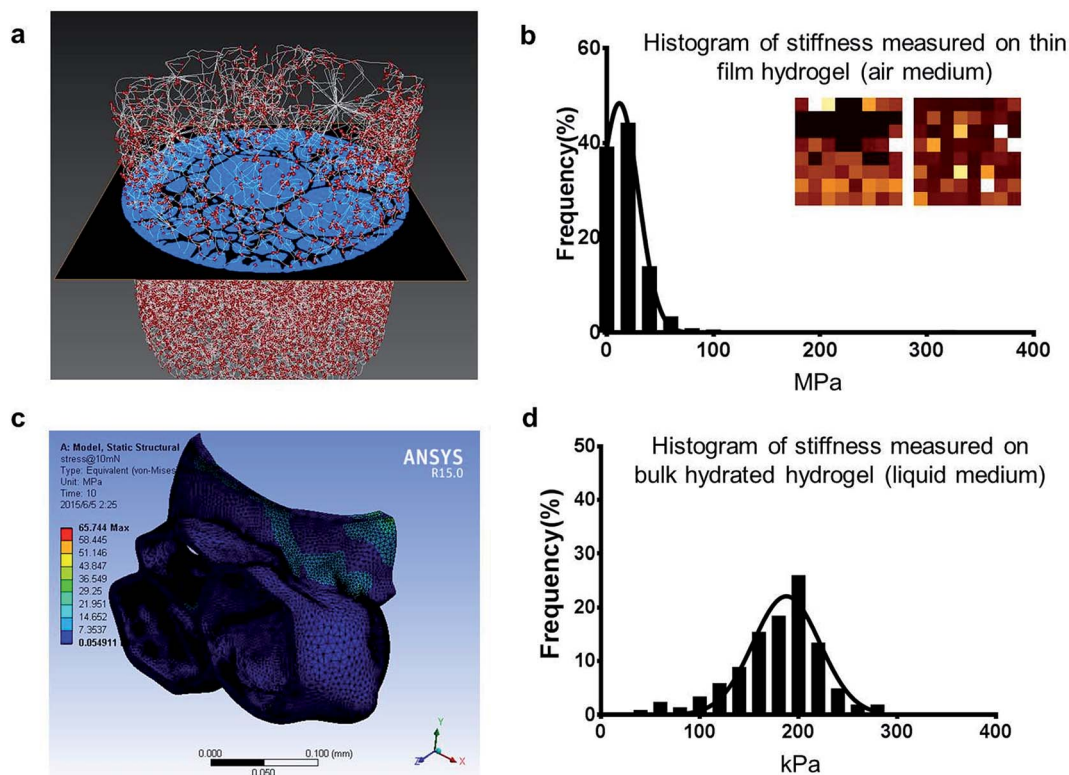 a
b
Histogram of stiffness measured on thin
film hydrogel (air medium)
60
40
20
0
Frequency(%)
0 100 200 300 400
MPa
c
A: Model, Static Structural
stress@10mN
Type: Equivalent (von-Mises
Unit: MPa
Time: 10
2015/6/5 2:25
65.744 Max
58.445
51.146
43.847
36.549
29.25
21.951
14.652
7.3537
0.054911
ANSYS
R15.0
0.000 0.100 (mm)
0.050
Y
Z
X
d
Histogram of stiffness measured on
bulk hydrated hydrogel (liquid medium)
50
40
30
20
10
0
Frequency(%)
0 100 200 300 400
kPa